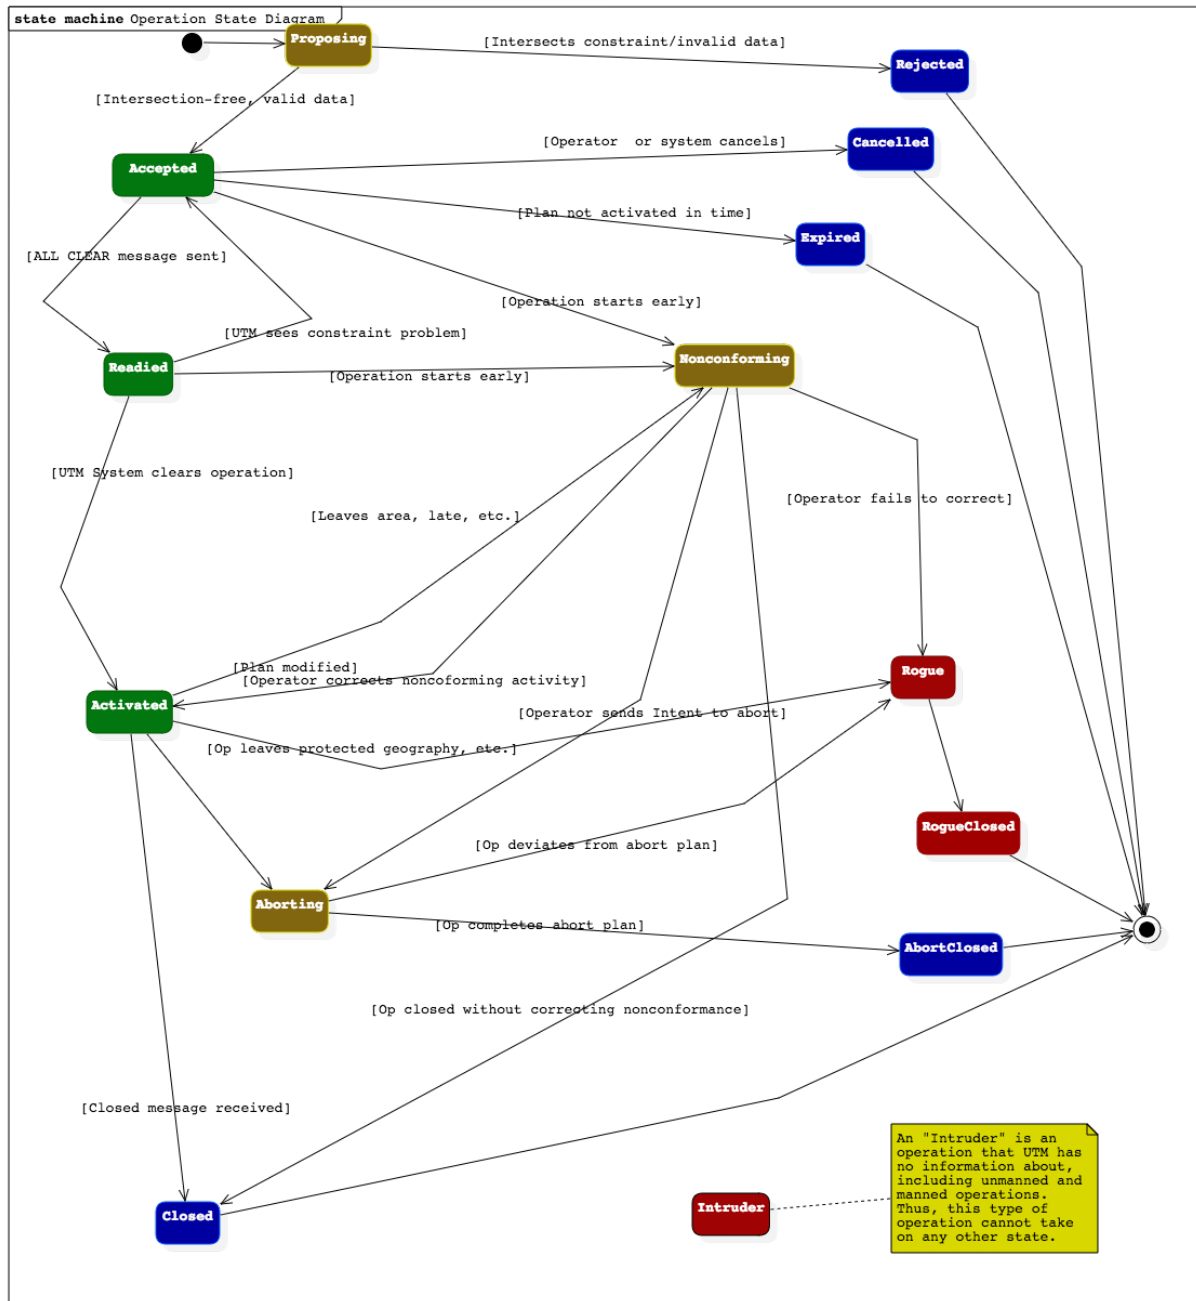 state machine Operation State Diagram
Proposing
[Intersects constraint/invalid data]
Rejected
[Intersection-free, valid data]
[Operator  or system cancels]
Cancelled
Accepted
[Plan not activated in time]
Expired
[ALL CLEAR message sent]
[Operation starts early]
[UTM sees constraint problem]
Nonconforming
Readied
[Operation starts early]
[UTM System clears operation]
[Operator fails to correct]
[Leaves area, late, etc.]
[Plan modified]
Rogue
[Operator corrects noncoforming activity]
Activated
[Operator sends Intent to abort]
[Op leaves protected geography, etc.]
RogueClosed
[Op deviates from abort plan]
Aborting
[Op completes abort plan]
AbortClosed
[Op closed without correcting nonconformance]
[Closed message received]
Closed
Intruder
An "Intruder" is an
operation that UTM has
no information about,
including unmanned and
manned operations.
Thus, this type of
operation cannot take
on any other state.